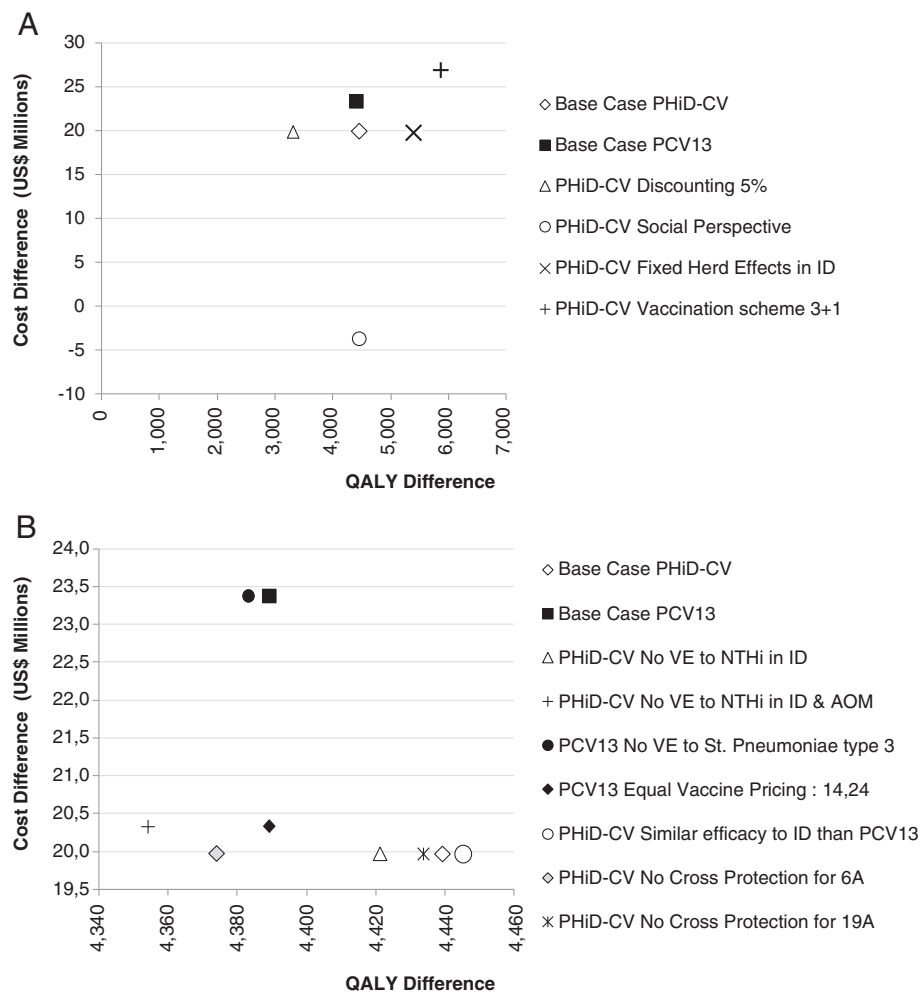 A
Cost Difference (US$ Millions)
30
25
20
15
10
5
0
-5
-10
0
1,000
2,000
3,000
4,000
5,000
6,000
7,000
QALY Difference
Base Case PHiD-CV
Base Case PCV13
PHiD-CV Discounting 5%
PHiD-CV Social Perspective
PHiD-CV Fixed Herd Effects in ID
PHiD-CV Vaccination scheme 3+1
B
Cost Difference (US$ Millions)
24,0
23,5
23,0
22,5
22,0
21,5
21,0
20,5
20,0
19,5
4,340
4,360
4,380
4,400
4,420
4,440
4,460
QALY Difference
Base Case PHiD-CV
Base Case PCV13
PHiD-CV No VE to NTHi in ID
PHiD-CV No VE to NTHi in ID & AOM
PCV13 No VE to St. Pneumoniae type 3
PCV13 Equal Vaccine Pricing : 14,24
PHiD-CV Similar efficacy to ID than PCV13
PHiD-CV No Cross Protection for 6A
PHiD-CV No Cross Protection for 19A